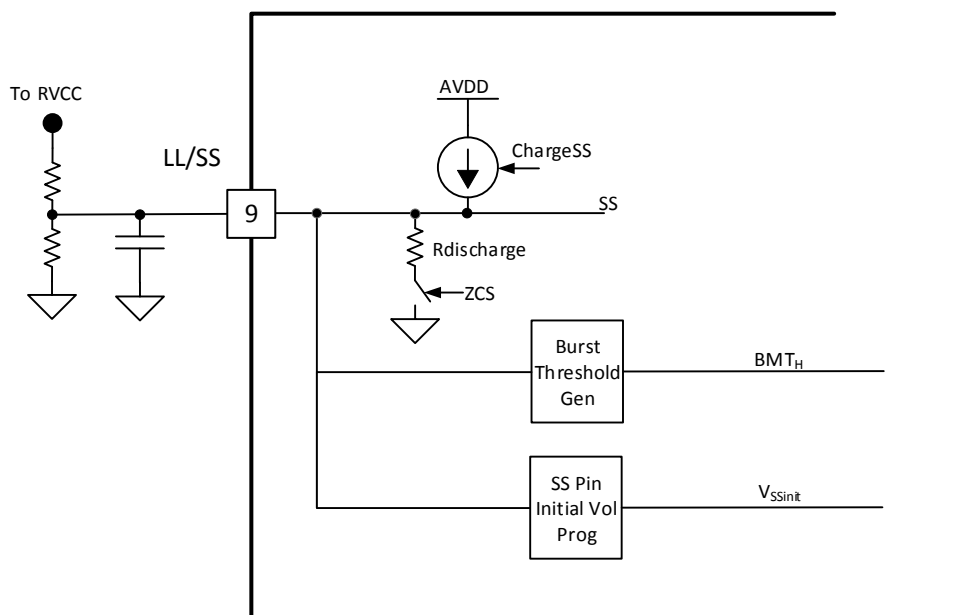 To RVCC
LL/SS
9
AVDD
ChargeSS
SS
Rdischarge
ZCS
Burst
Threshold
Gen
BMTH
SS Pin
Initial Vol
Prog
VSSinit